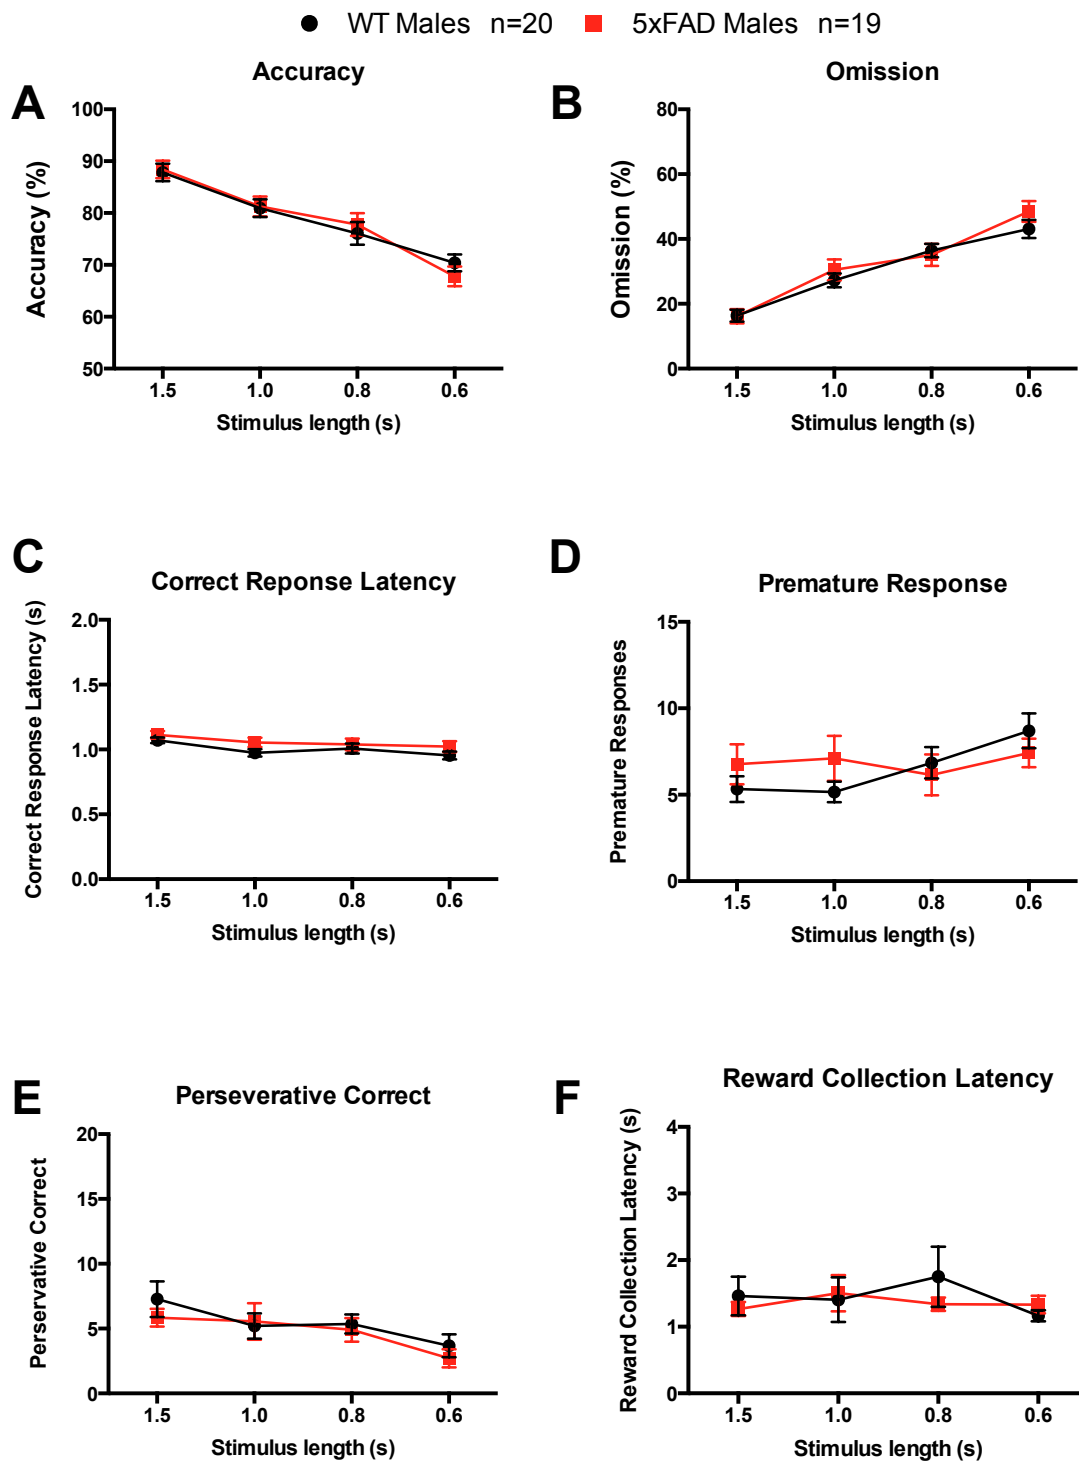 WT Males n=20 5xFAD Males n=19
A
Accuracy
Accuracy (%)
100
90
80
70
60
50
1.5 1.0 0.8 0.6
Stimulus length (s)
B
Omission
Omission (%)
80
60
40
20
0
1.5 1.0 0.8 0.6
Stimulus length (s)
C
Correct Reponse Latency
Correct Response Latency (s)
2.0
1.5
1.0
0.5
0.0
1.5 1.0 0.8 0.6
Stimulus length (s)
D
Premature Response
Premature Responses
15
10
5
0
1.5 1.0 0.8 0.6
Stimulus length (s)
E
Perseverative Correct
Perservative Correct
20
15
10
5
0
1.5 1.0 0.8 0.6
Stimulus length (s)
F
Reward Collection Latency
Reward Collection Latency (s)
4
3
2
1
0
1.5 1.0 0.8 0.6
Stimulus length (s)